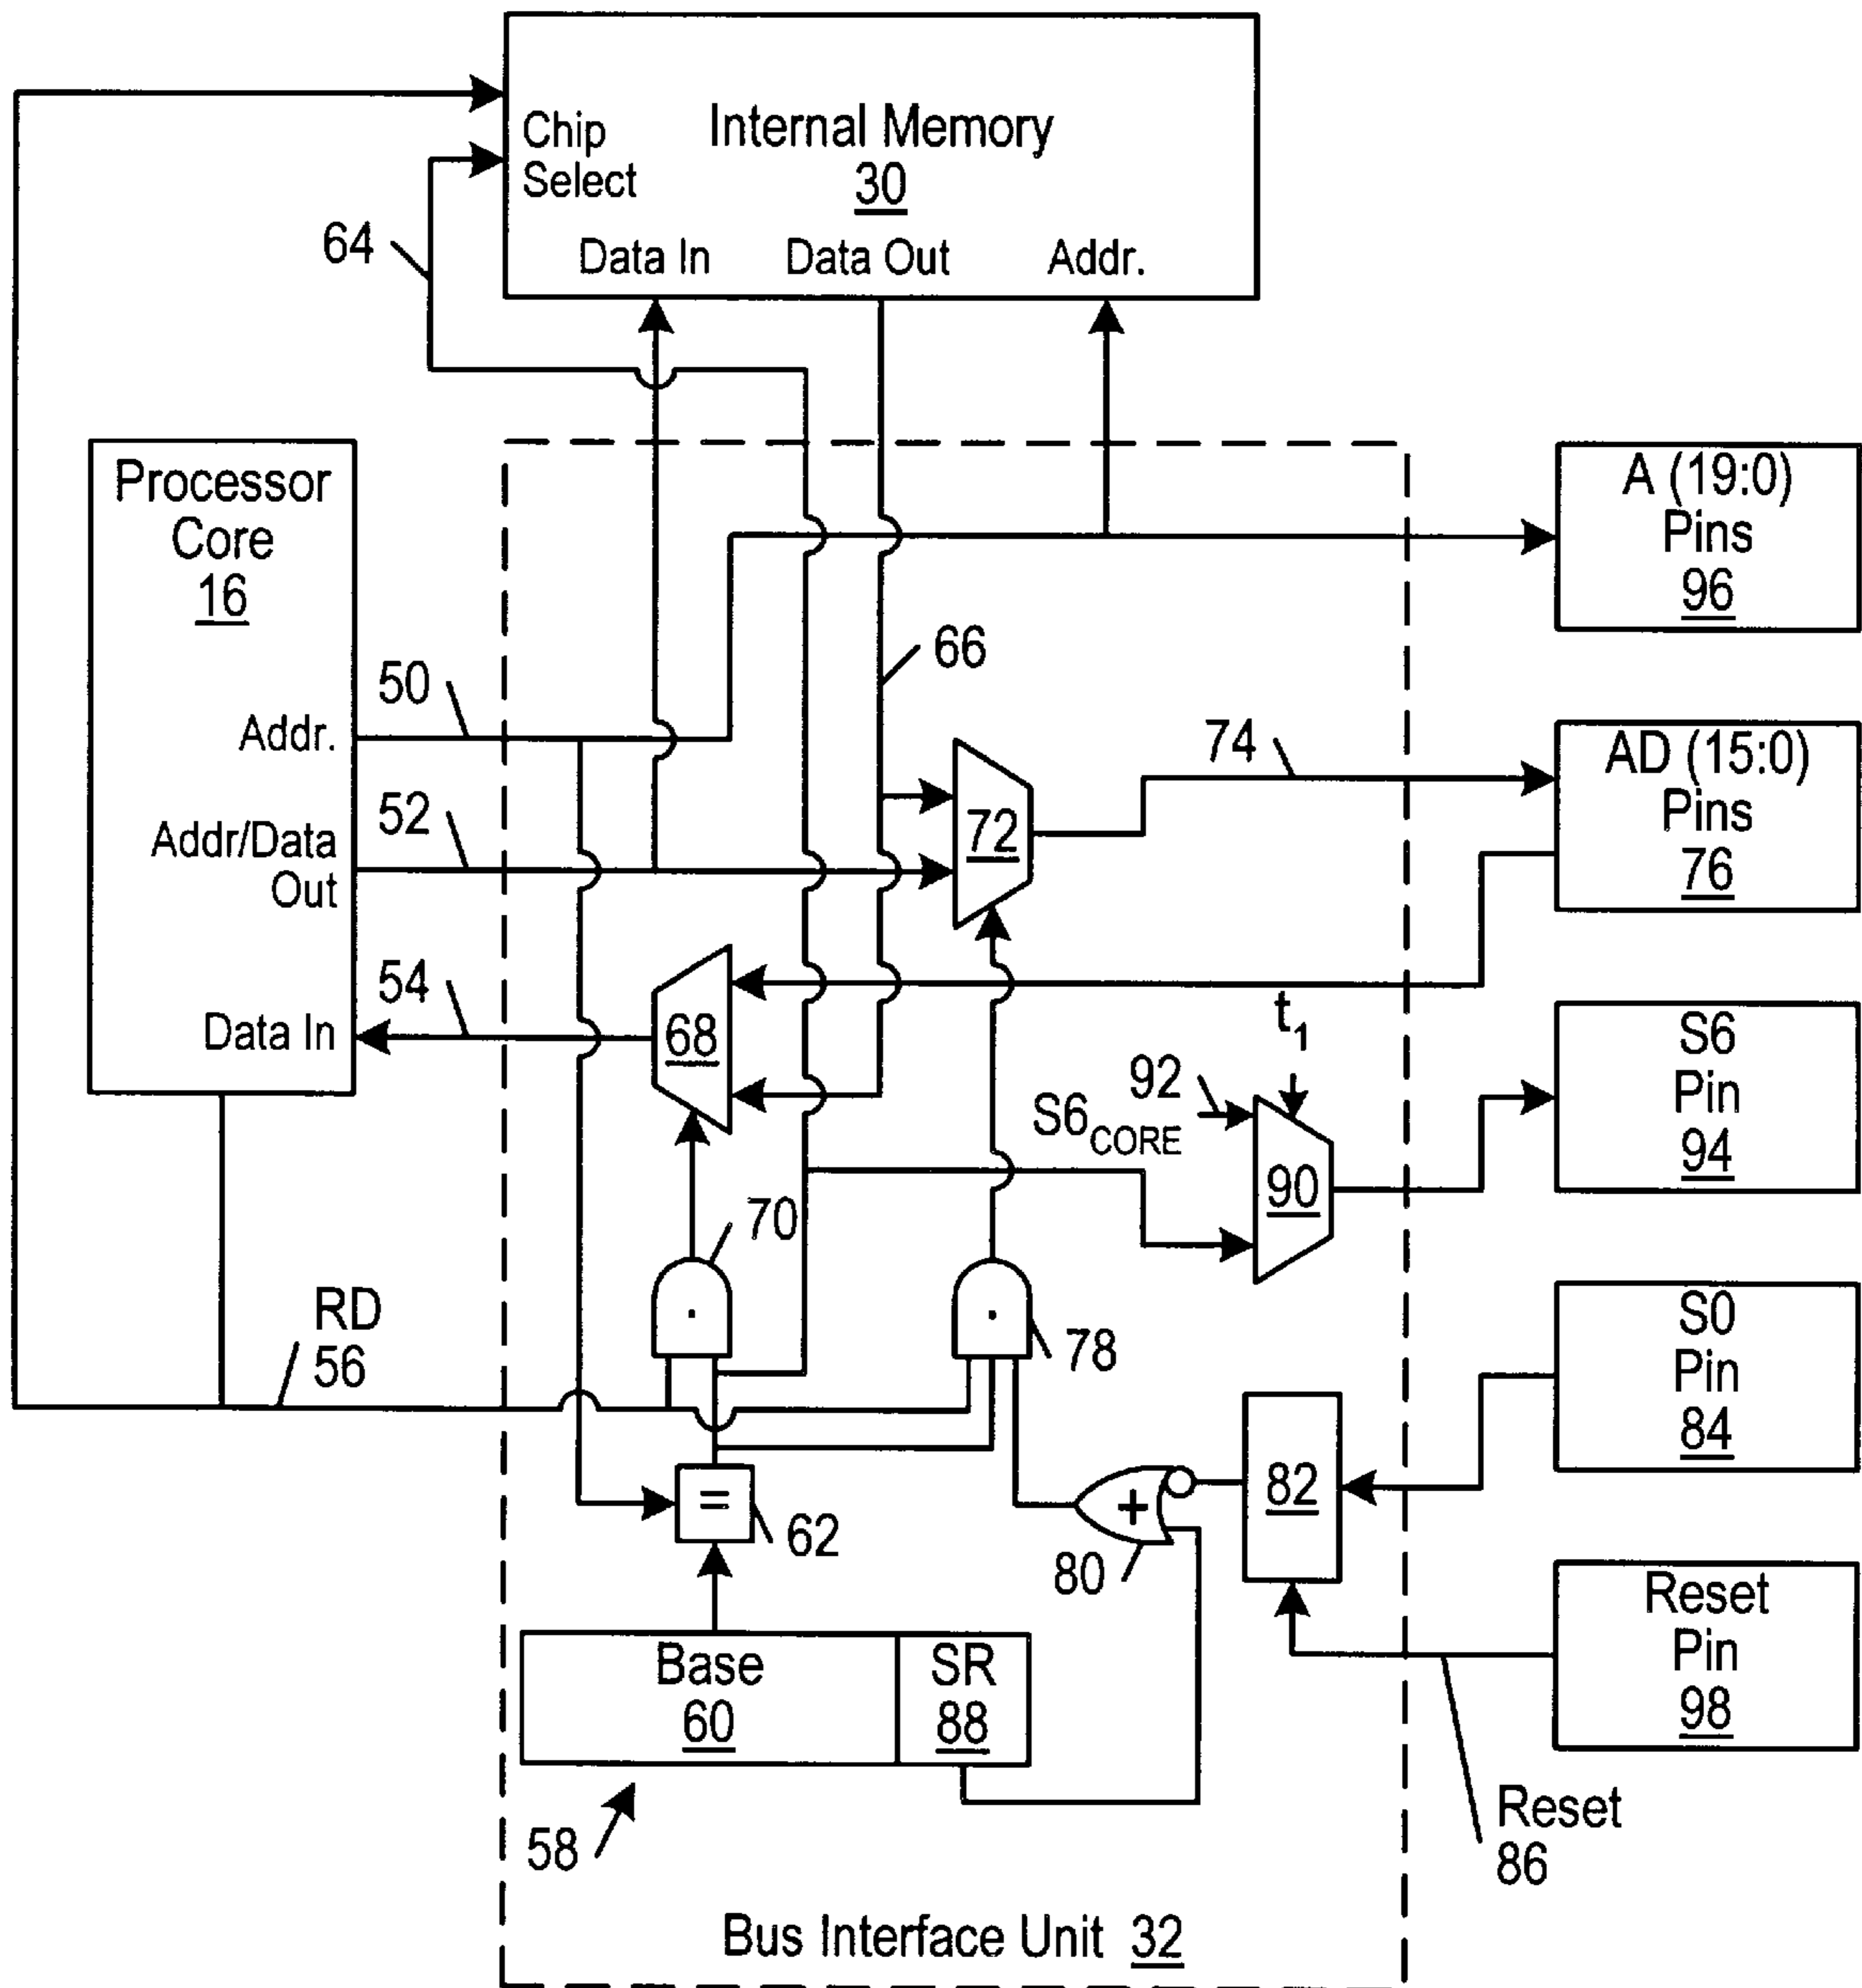 Internal Memory
30
Chip
Select
Data In
Data Out
Addr.
64
Processor
Core
16
Addr.
Addr/Data
Out
Data In
50
52
54
66
72
74
68
A (19:0)
Pins
96
AD (15:0)
Pins
76
t1
92
S6CORE
90
S6
Pin
94
70
78
RD
56
S0
Pin
84
=
62
+
80
82
Base
60
SR
88
58
Reset
Pin
98
Reset
86
Bus Interface Unit 32